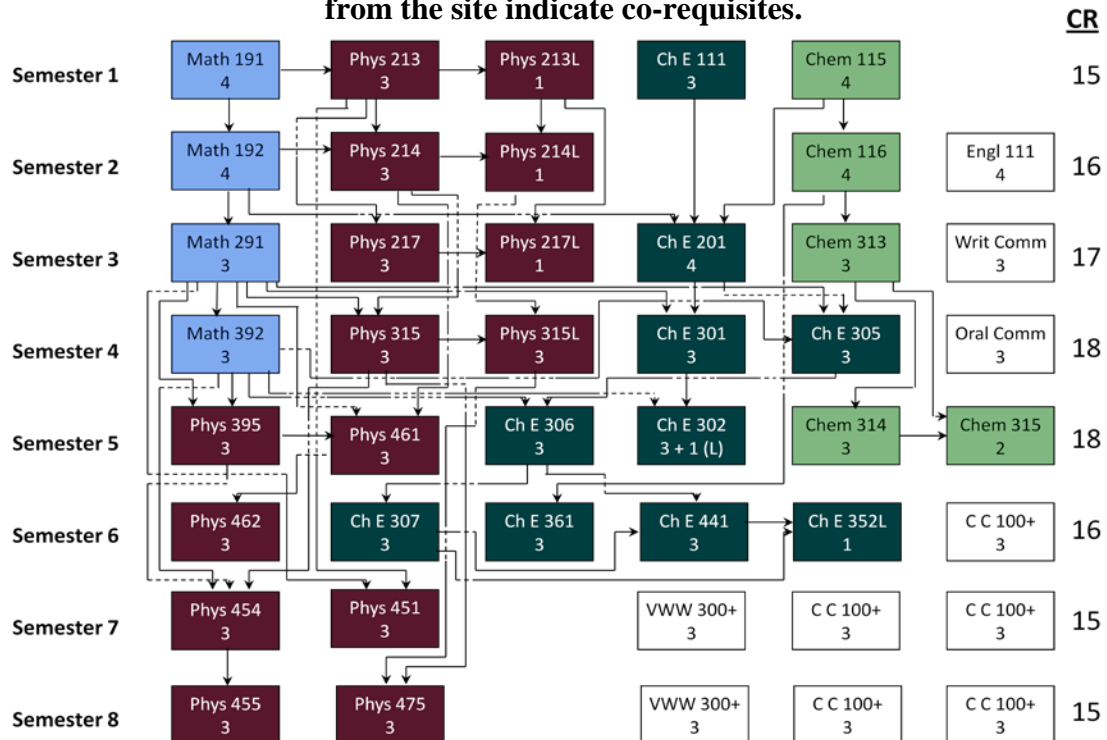 from the site indicate co-requisites.
CR
Semester 1
Math 191
4
Phys 213
3
Phys 213L
1
Ch E 111
3
Chem 115
4
15
Semester 2
Math 192
4
Phys 214
3
Phys 214L
1
Chem 116
4
Engl 111
4
16
Semester 3
Math 291
3
Phys 217
3
Phys 217L
1
Ch E 201
4
Chem 313
3
Writ Comm
3
17
Semester 4
Math 392
3
Phys 315
3
Phys 315L
3
Ch E 301
3
Ch E 305
3
Oral Comm
3
18
Semester 5
Phys 395
3
Phys 461
3
Ch E 306
3
Ch E 302
3 + 1 (L)
Chem 314
3
Chem 315
2
18
Semester 6
Phys 462
3
Ch E 307
3
Ch E 361
3
Ch E 441
3
Ch E 352L
1
C C 100+
3
16
Semester 7
Phys 454
3
Phys 451
3
VWW 300+
3
C C 100+
3
C C 100+
3
15
Semester 8
Phys 455
3
Phys 475
3
VWW 300+
3
C C 100+
3
C C 100+
3
15